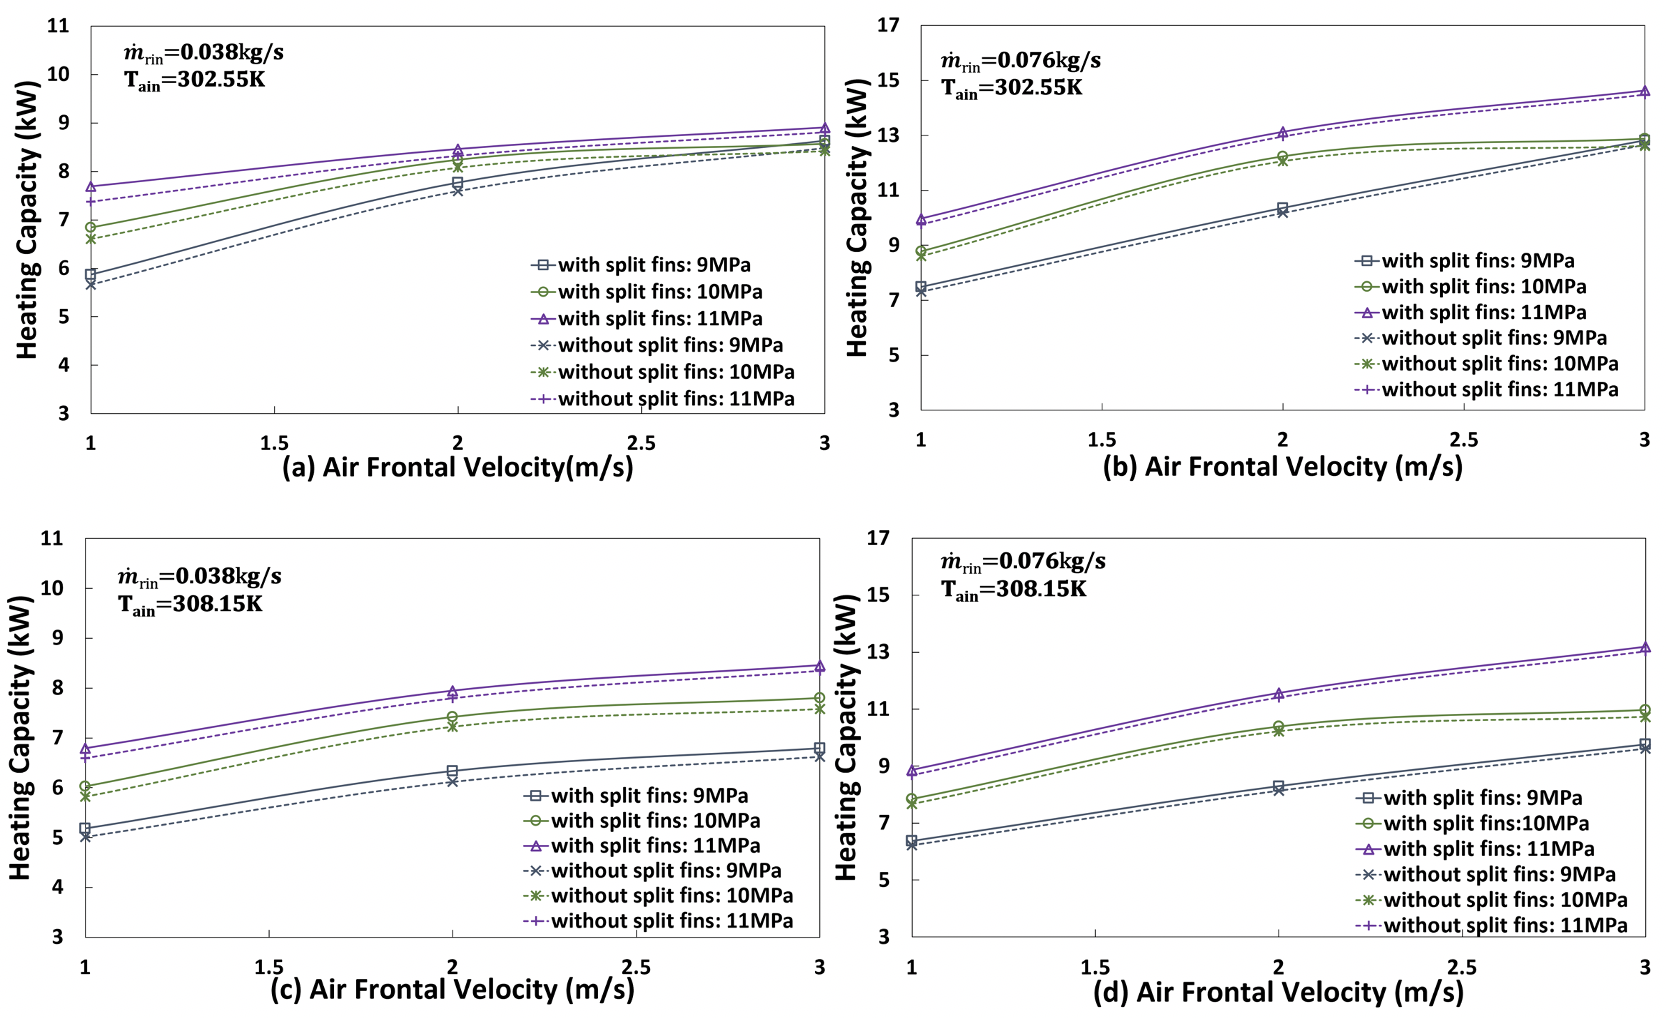 11
10
9
8
7
6
5
4
3
Heating Capacity (kW)
ṁrin=0.038kg/s
Tain=302.55K
with split fins: 9MPa
with split fins: 10MPa
with split fins: 11MPa
without split fins: 9MPa
without split fins: 10MPa
without split fins: 11MPa
1
1.5
2
2.5
3
(a) Air Frontal Velocity(m/s)
17
15
13
11
9
7
5
3
Heating Capacity (kW)
ṁrin=0.076kg/s
Tain=302.55K
with split fins: 9MPa
with split fins: 10MPa
with split fins: 11MPa
without split fins: 9MPa
without split fins: 10MPa
without split fins: 11MPa
1
1.5
2
2.5
3
(b) Air Frontal Velocity (m/s)
11
10
9
8
7
6
5
4
3
Heating Capacity (kW)
ṁrin=0.038kg/s
Tain=308.15K
with split fins: 9MPa
with split fins: 10MPa
with split fins: 11MPa
without split fins: 9MPa
without split fins: 10MPa
without split fins: 11MPa
1
1.5
2
2.5
3
(c) Air Frontal Velocity (m/s)
17
15
13
11
9
7
5
3
Heating Capacity (kW)
ṁrin=0.076kg/s
Tain=308.15K
with split fins: 9MPa
with split fins:10MPa
with split fins: 11MPa
without split fins: 9MPa
without split fins: 10MPa
without split fins: 11MPa
1
1.5
2
2.5
3
(d) Air Frontal Velocity (m/s)